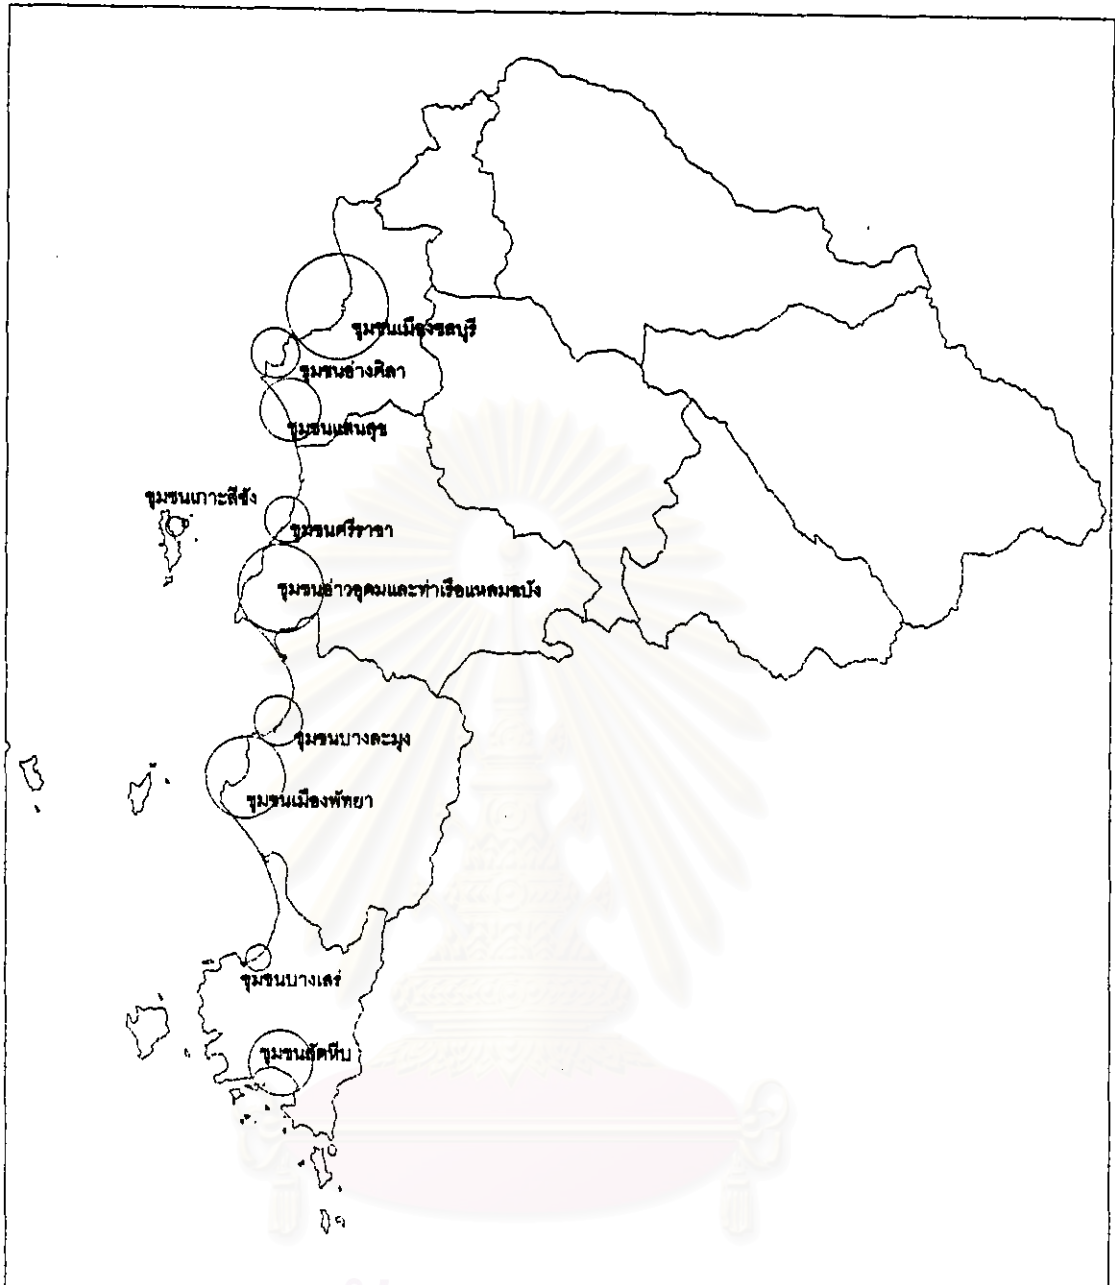 ชุมชนเมืองชลบุรี
ชุมชนอ่างศิลา
ชุมชนแสนสุข
ชุมชนเกาะสีชัง
ชุมชนศรีราชา
ชุมชนอ่าวอุดมและท่าเรือแหลมฉบัง
ชุมชนบางละมุง
ชุมชนเมืองพัทยา
ชุมชนบางเสร่
ชุมชนสัตหีบ